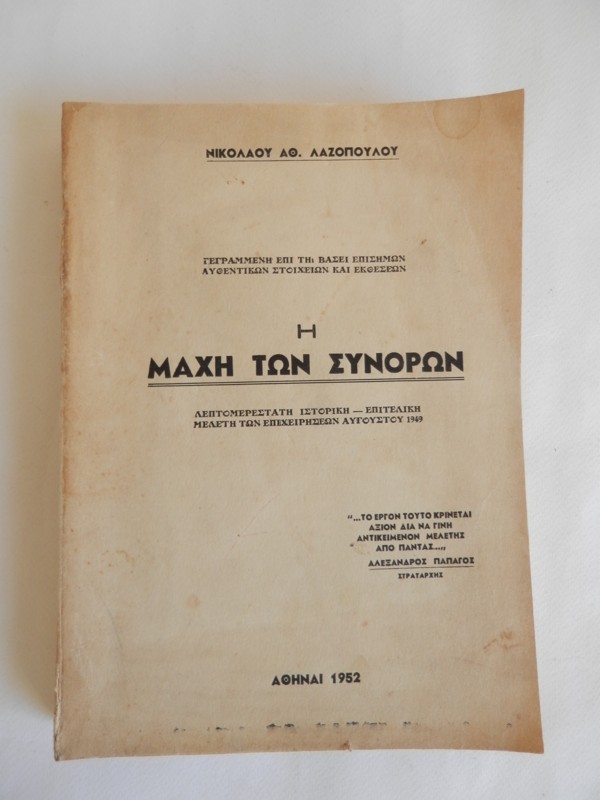 ΝΙΚΟΛΑΟΥ ΑΘ. ΛΑΖΟΠΟΥΛΟΥ
ΓΕΓΡΑΜΜΕΝΗ ΕΠΙ ΤΗι ΒΑΣΕΙ ΕΠΙΣΗΜΩΝ
ΑΥΘΕΝΤΙΚΩΝ ΣΤΟΙΧΕΙΩΝ ΚΑΙ ΕΚΘΕΣΕΩΝ
Η
ΜΑΧΗ ΤΩΝ ΣΥΝΟΡΩΝ
ΛΕΠΤΟΜΕΡΕΣΤΑΤΗ ΙΣΤΟΡΙΚΗ — ΕΠΙΤΕΛΙΚΗ
ΜΕΛΕΤΗ ΤΩΝ ΕΠΙΧΕΙΡΗΣΕΩΝ ΑΥΓΟΥΣΤΟΥ 1949
"...ΤΟ ΕΡΓΟΝ ΤΟΥΤΟ ΚΡΙΝΕΤΑΙ
ΑΞΙΟΝ ΔΙΑ ΝΑ ΓΙΝΗ
ΑΝΤΙΚΕΙΜΕΝΟΝ ΜΕΛΕΤΗΣ
ΑΠΟ ΠΑΝΤΑΣ...„
ΑΛΕΞΑΝΔΡΟΣ ΠΑΠΑΓΟΣ
ΣΤΡΑΤΑΡΧΗΣ
ΑΘΗΝΑΙ 1952